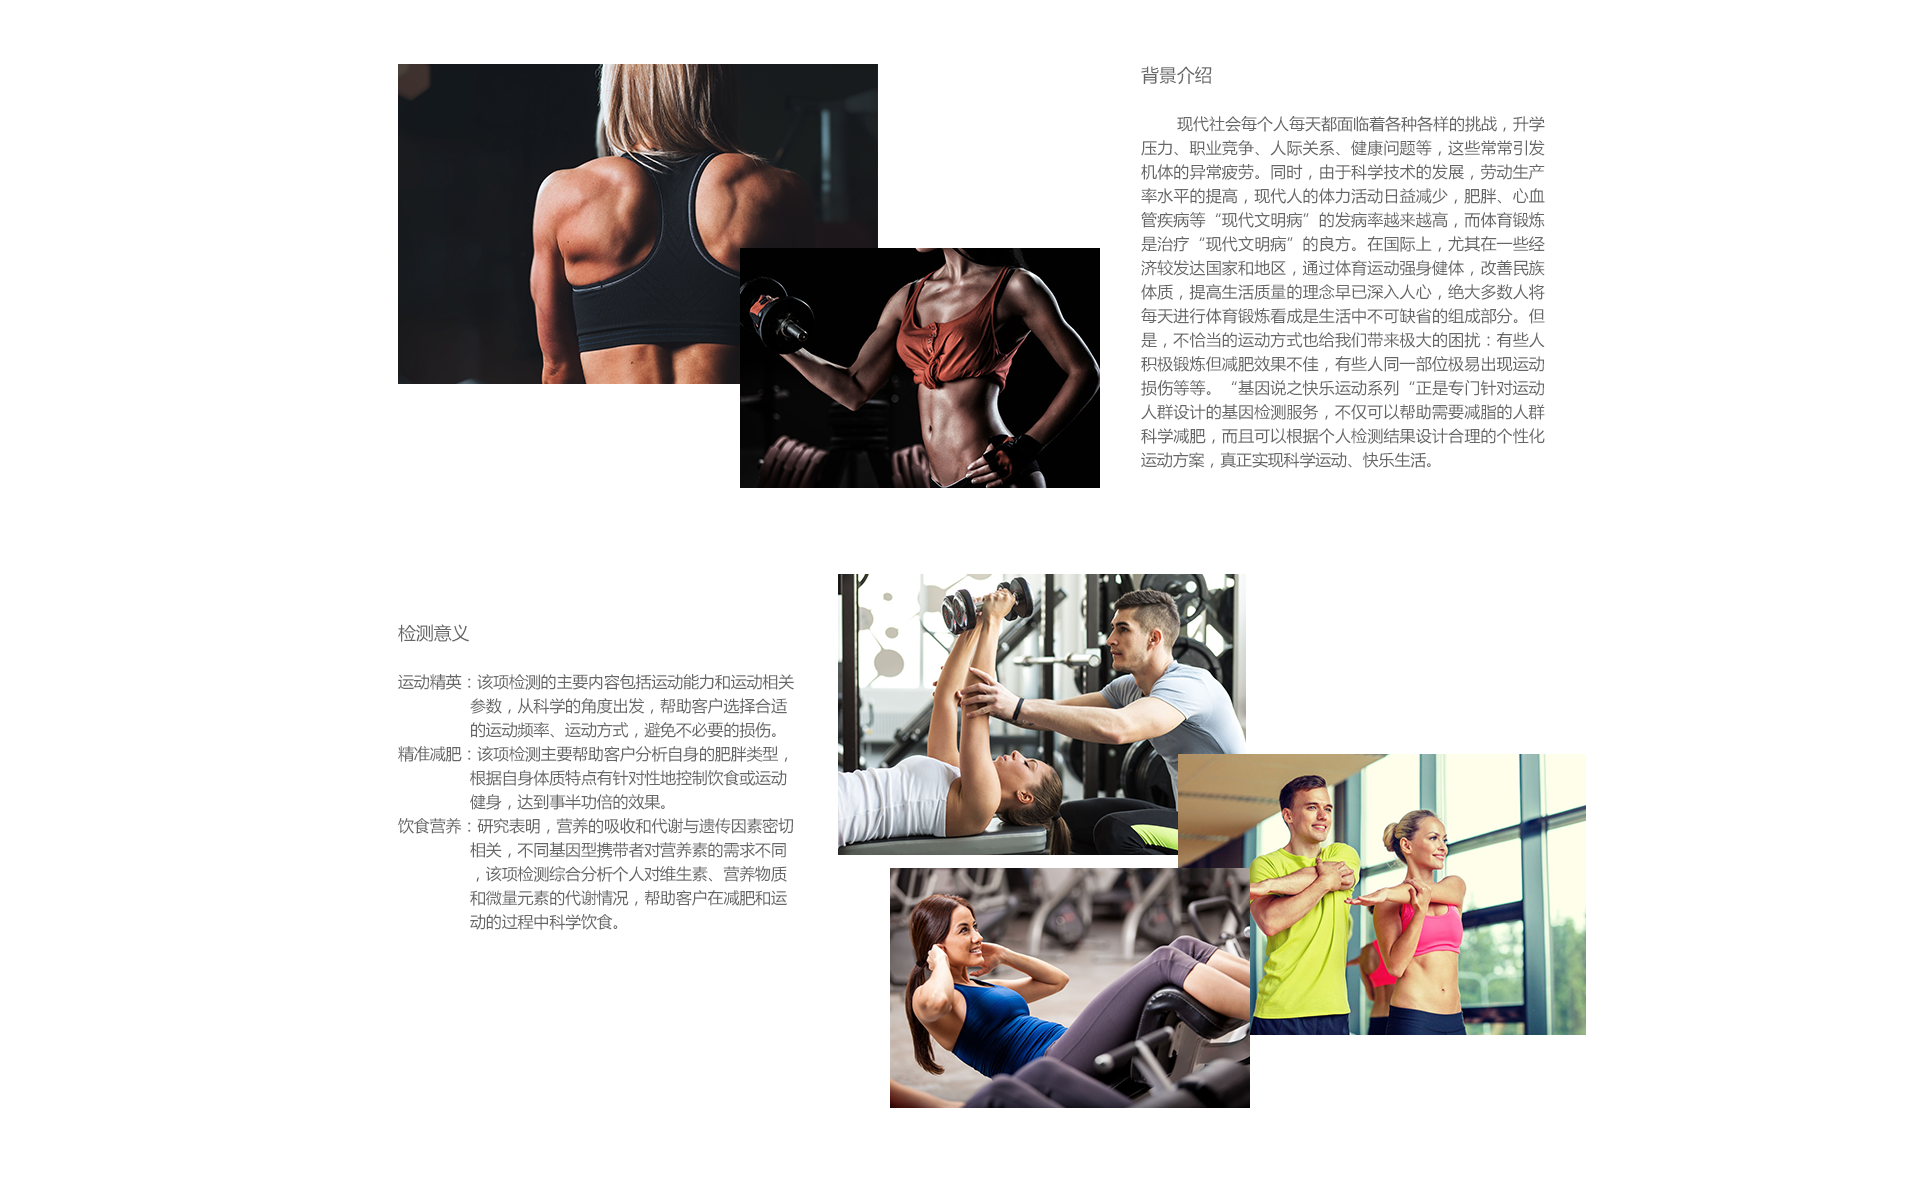 背景介绍
现代社会每个人每天都面临着各种各样的挑战，升学
压力、职业竞争、人际关系、健康问题等，这些常常引发
机体的异常疲劳。同时，由于科学技术的发展，劳动生产
率水平的提高，现代人的体力活动日益减少，肥胖、心血
管疾病等“现代文明病”的发病率越来越高，而体育锻炼
是治疗“现代文明病”的良方。在国际上，尤其在一些经
济较发达国家和地区，通过体育运动强身健体，改善民族
体质，提高生活质量的理念早已深入人心，绝大多数人将
每天进行体育锻炼看成是生活中不可缺省的组成部分。但
是，不恰当的运动方式也给我们带来极大的困扰：有些人
积极锻炼但减肥效果不佳，有些人同一部位极易出现运动
损伤等等。“基因说之快乐运动系列“正是专门针对运动
人群设计的基因检测服务，不仅可以帮助需要减脂的人群
科学减肥，而且可以根据个人检测结果设计合理的个性化
运动方案，真正实现科学运动、快乐生活。
检测意义
运动精英：该项检测的主要内容包括运动能力和运动相关
参数，从科学的角度出发，帮助客户选择合适
的运动频率、运动方式，避免不必要的损伤。
精准减肥：该项检测主要帮助客户分析自身的肥胖类型，
根据自身体质特点有针对性地控制饮食或运动
健身，达到事半功倍的效果。
饮食营养：研究表明，营养的吸收和代谢与遗传因素密切
相关，不同基因型携带者对营养素的需求不同
，该项检测综合分析个人对维生素、营养物质
和微量元素的代谢情况，帮助客户在减肥和运
动的过程中科学饮食。